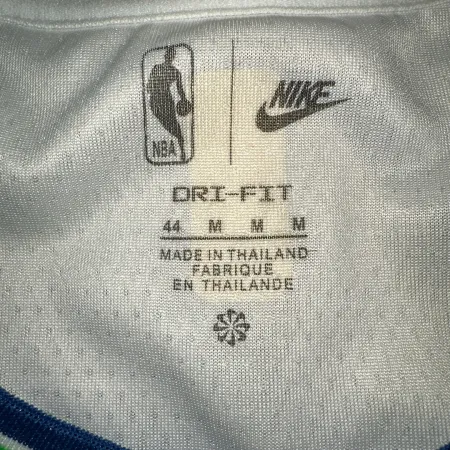 NBA NIKE
DRI-FIT
44 M M M
MADE IN THAILAND
FABRIQUE
EN THAILANDE